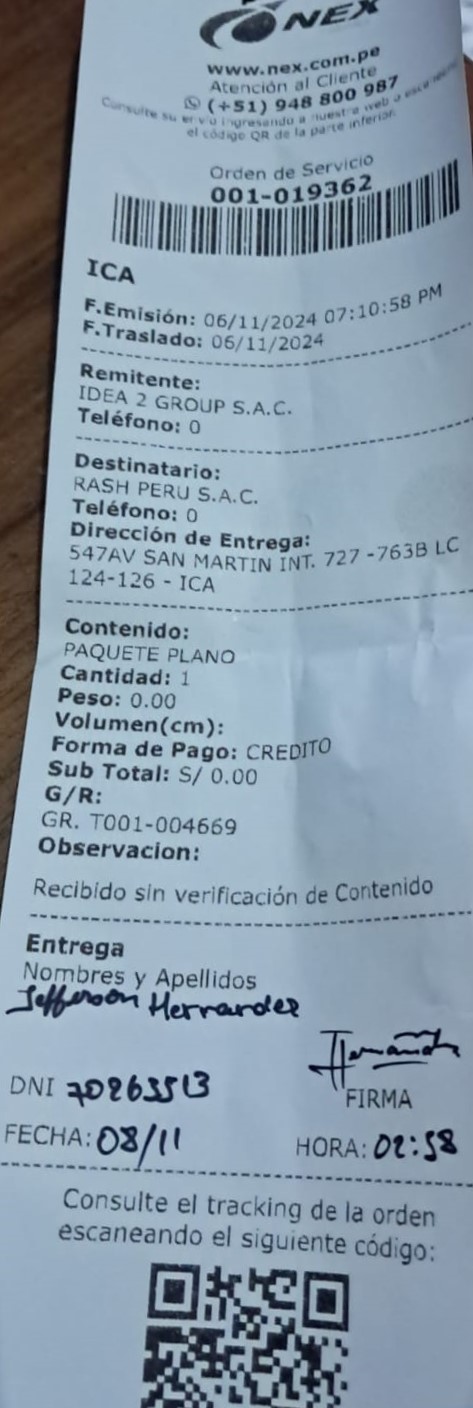 NEX
www.nex.com.pe
Atención al Cliente
(+51) 948 800 987
Consulte su envío ingresando a nuestra web o escaneando
el código QR de la parte inferior.
Orden de Servicio
001-019362
ICA
F.Emisión: 06/11/2024 07:10:58 PM
F.Traslado: 06/11/2024
Remitente:
IDEA 2 GROUP S.A.C.
Teléfono: 0
Destinatario:
RASH PERU S.A.C.
Teléfono: 0
Dirección de Entrega:
547AV SAN MARTIN INT. 727 -763B LC
124-126 - ICA
Contenido:
PAQUETE PLANO
Cantidad: 1
Peso: 0.00
Volumen(cm):
Forma de Pago: CREDITO
Sub Total: S/ 0.00
G/R:
GR. T001-004669
Observacion:
Recibido sin verificación de Contenido
Entrega
Nombres y Apellidos
Jefferson Hernandez
DNI 70263513
FIRMA
FECHA: 08/11
HORA: 02:58
Consulte el tracking de la orden
escaneando el siguiente código: